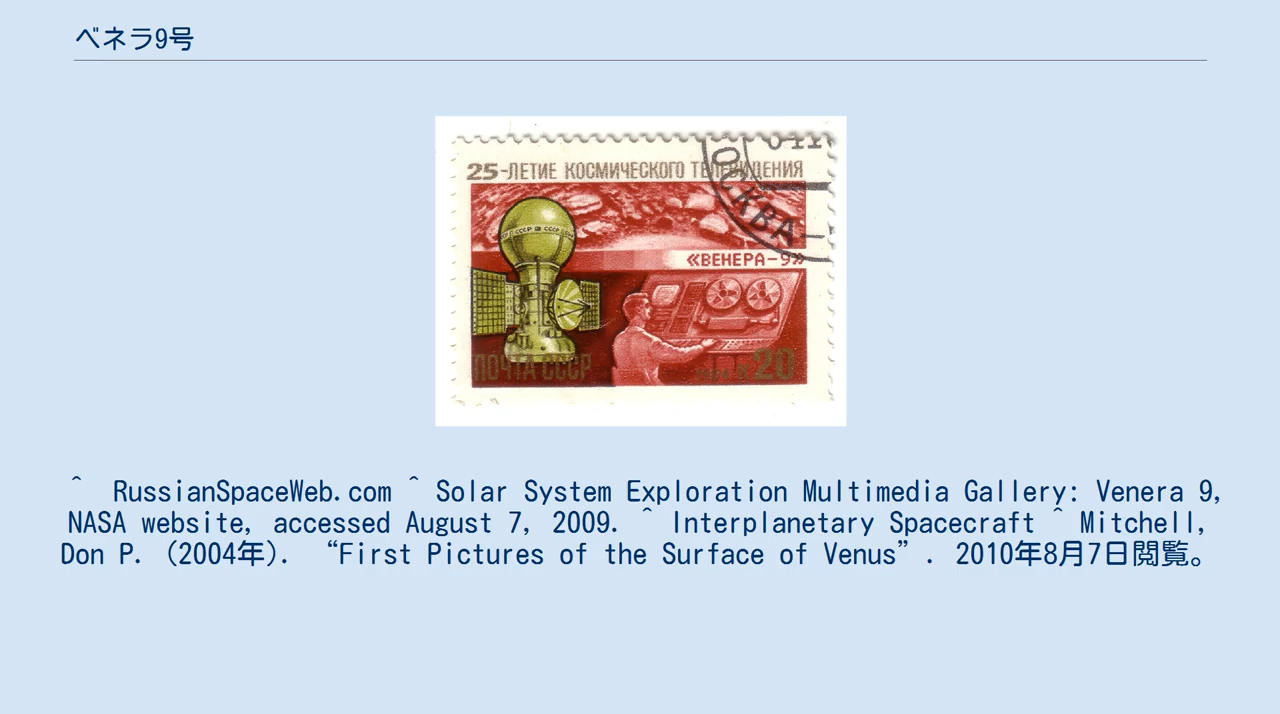 ベネラ9号
25-ЛЕТИЕ КОСМИЧЕСКОГО ТЕЛЕВИДЕНИЯ
ОСКВА-
«ВЕНЕРА-9»
ПОЧТА СССР
20
^ RussianSpaceWeb.com ^ Solar System Exploration Multimedia Gallery: Venera 9,
NASA website, accessed August 7, 2009. ^ Interplanetary Spacecraft ^ Mitchell,
Don P. (2004年). “First Pictures of the Surface of Venus”. 2010年8月7日閲覧。